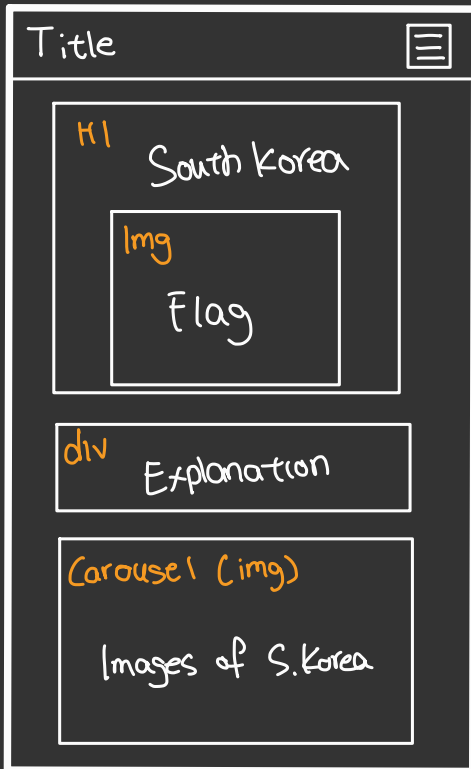 Title
H1
South Korea
Img
Flag
div
Explanation
Carousel (img)
Images of S.Korea